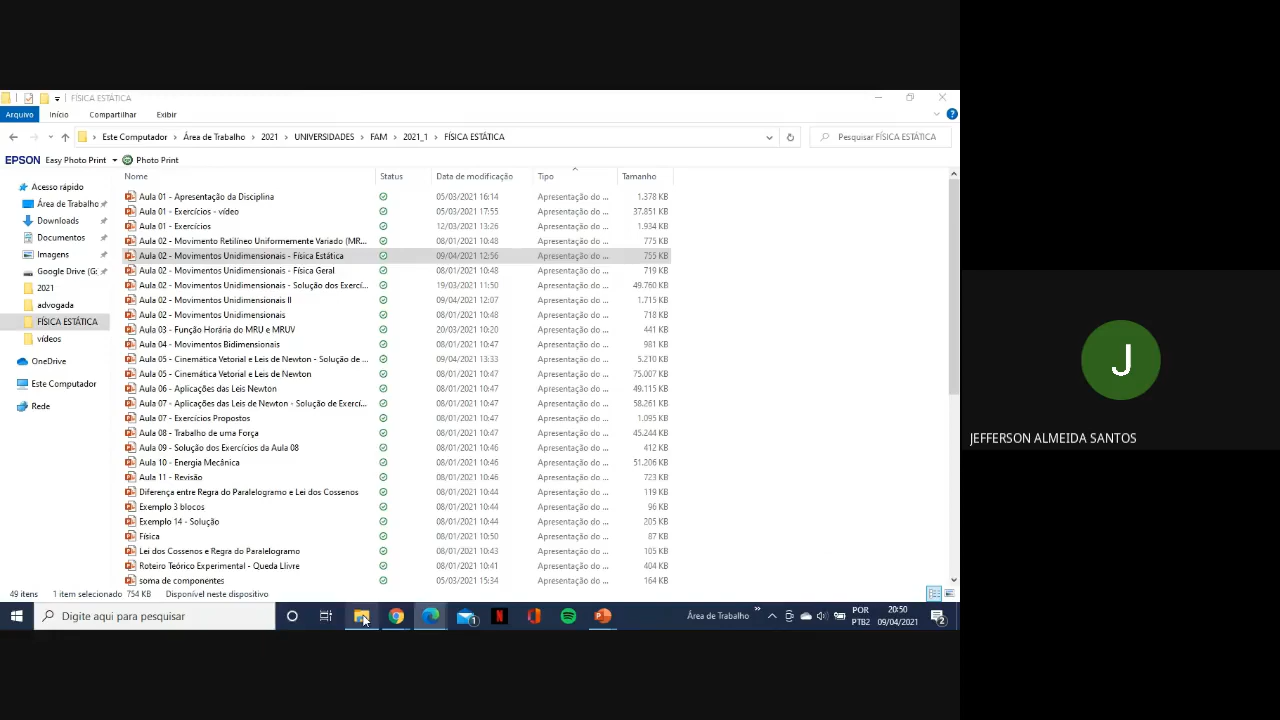 FÍSICA ESTÁTICA
Arquivo Início Compartilhar Exibir
Este Computador > Área de Trabalho > 2021 > UNIVERSIDADES > FAM > 2021_1 > FÍSICA ESTÁTICA
Pesquisar FÍSICA ESTÁTICA
EPSON Easy Photo Print Photo Print
Nome Status Data de modificação Tipo Tamanho
Acesso rápido
Área de Trabalho
Downloads
Documentos
Imagens
Google Drive (G:
2021
advogada
FÍSICA ESTÁTICA
vídeos
OneDrive
Este Computador
Rede
Aula 01 - Apresentação da Disciplina 05/03/2021 16:14 Apresentação do ... 1.378 KB
Aula 01 - Exercícios - vídeo 05/03/2021 17:55 Apresentação do ... 37.851 KB
Aula 01 - Exercícios 12/03/2021 13:26 Apresentação do ... 1.934 KB
Aula 02 - Movimento Retilíneo Uniformemente Variado (MR... 08/01/2021 10:48 Apresentação do ... 775 KB
Aula 02 - Movimentos Unidimensionais - Física Estática 09/04/2021 12:56 Apresentação do ... 755 KB
Aula 02 - Movimentos Unidimensionais - Física Geral 08/01/2021 10:48 Apresentação do ... 719 KB
Aula 02 - Movimentos Unidimensionais - Solução dos Exercí... 19/03/2021 11:50 Apresentação do ... 49.760 KB
Aula 02 - Movimentos Unidimensionais II 09/04/2021 12:07 Apresentação do ... 1.715 KB
Aula 02 - Movimentos Unidimensionais 08/01/2021 10:48 Apresentação do ... 718 KB
Aula 03 - Função Horária do MRU e MRUV 20/03/2021 13:20 Apresentação do ... 441 KB
Aula 04 - Movimentos Bidimensionais 08/01/2021 10:47 Apresentação do ... 981 KB
Aula 05 - Cinemática Vetorial e Leis de Newton - Solução de ... 09/04/2021 13:33 Apresentação do ... 5.210 KB
Aula 05 - Cinemática Vetorial e Leis de Newton 08/01/2021 10:47 Apresentação do ... 75.007 KB
Aula 06 - Aplicações das Leis Newton 08/01/2021 10:47 Apresentação do ... 49.115 KB
Aula 07 - Aplicações das Leis de Newton - Solução de Exercí... 08/01/2021 10:47 Apresentação do ... 58.261 KB
Aula 07 - Exercícios Propostos 08/01/2021 10:47 Apresentação do ... 1.095 KB
Aula 08 - Trabalho de uma Força 08/01/2021 10:47 Apresentação do ... 45.244 KB
Aula 09 - Solução dos Exercícios da Aula 08 08/01/2021 10:46 Apresentação do ... 412 KB
Aula 10 - Energia Mecânica 08/01/2021 10:46 Apresentação do ... 51.206 KB
Aula 11 - Revisão 08/01/2021 10:46 Apresentação do ... 723 KB
Diferença entre Regra do Paralelogramo e Lei dos Cossenos 08/01/2021 10:44 Apresentação do ... 119 KB
Exemplo 3 blocos 08/01/2021 10:44 Apresentação do ... 96 KB
Exemplo 14 - Solução 08/01/2021 10:44 Apresentação do ... 205 KB
Física 08/01/2021 10:50 Apresentação do ... 87 KB
Lei dos Cossenos e Regra do Paralelogramo 08/01/2021 10:43 Apresentação do ... 105 KB
Roteiro Teórico Experimental - Queda Llivre 08/01/2021 10:41 Apresentação do ... 404 KB
soma de componentes 05/03/2021 15:34 Apresentação do ... 164 KB
49 itens 1 item selecionado 754 KB Disponível neste dispositivo
Digite aqui para pesquisar
1
Área de Trabalho
POR
PTB2
20:50
09/04/2021
2
J
JEFFERSON ALMEIDA SANTOS